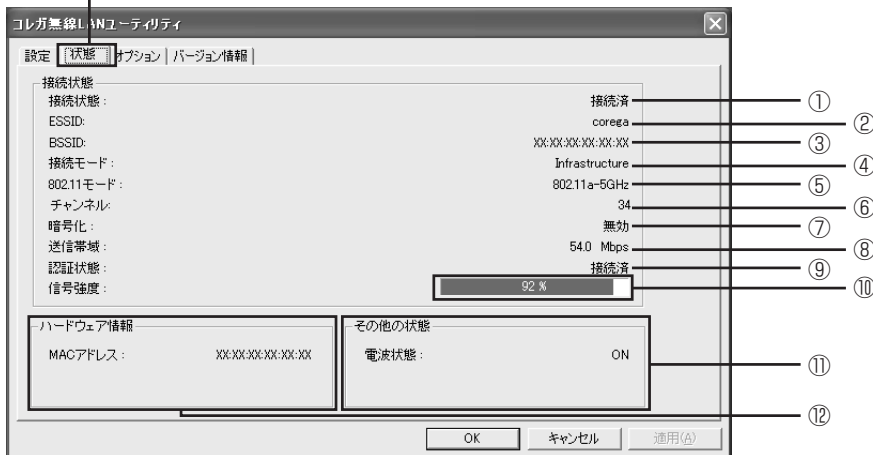 コレガ無線LANユーティリティ
設定 状態 オプション バージョン情報
接続状態
接続状態： 接続済 ①
ESSID: corega ②
BSSID: XX:XX:XX:XX:XX:XX ③
接続モード： Infrastructure ④
802.11モード： 802.11a-5GHz ⑤
チャンネル: 34 ⑥
暗号化： 無効 ⑦
送信帯域： 54.0 Mbps ⑧
認証状態： 接続済 ⑨
信号強度： 92 % ⑩
ハードウェア情報
MACアドレス： XX:XX:XX:XX:XX:XX
その他の状態
電波状態： ON
⑪
⑫
OK キャンセル 適用(A)